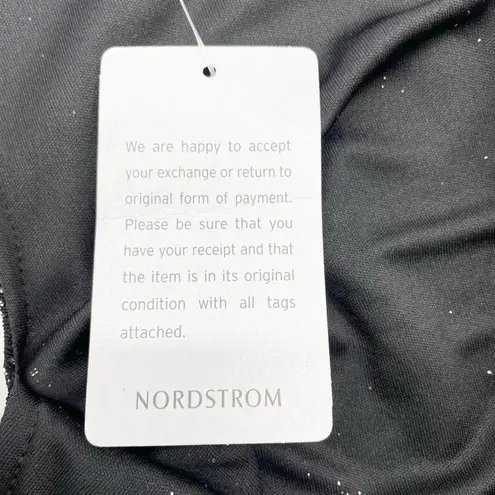 We are happy to accept
your exchange or return to
original form of payment.
Please be sure that you
have your receipt and that
the item is in its original
condition with all tags
attached.
NORDSTROM